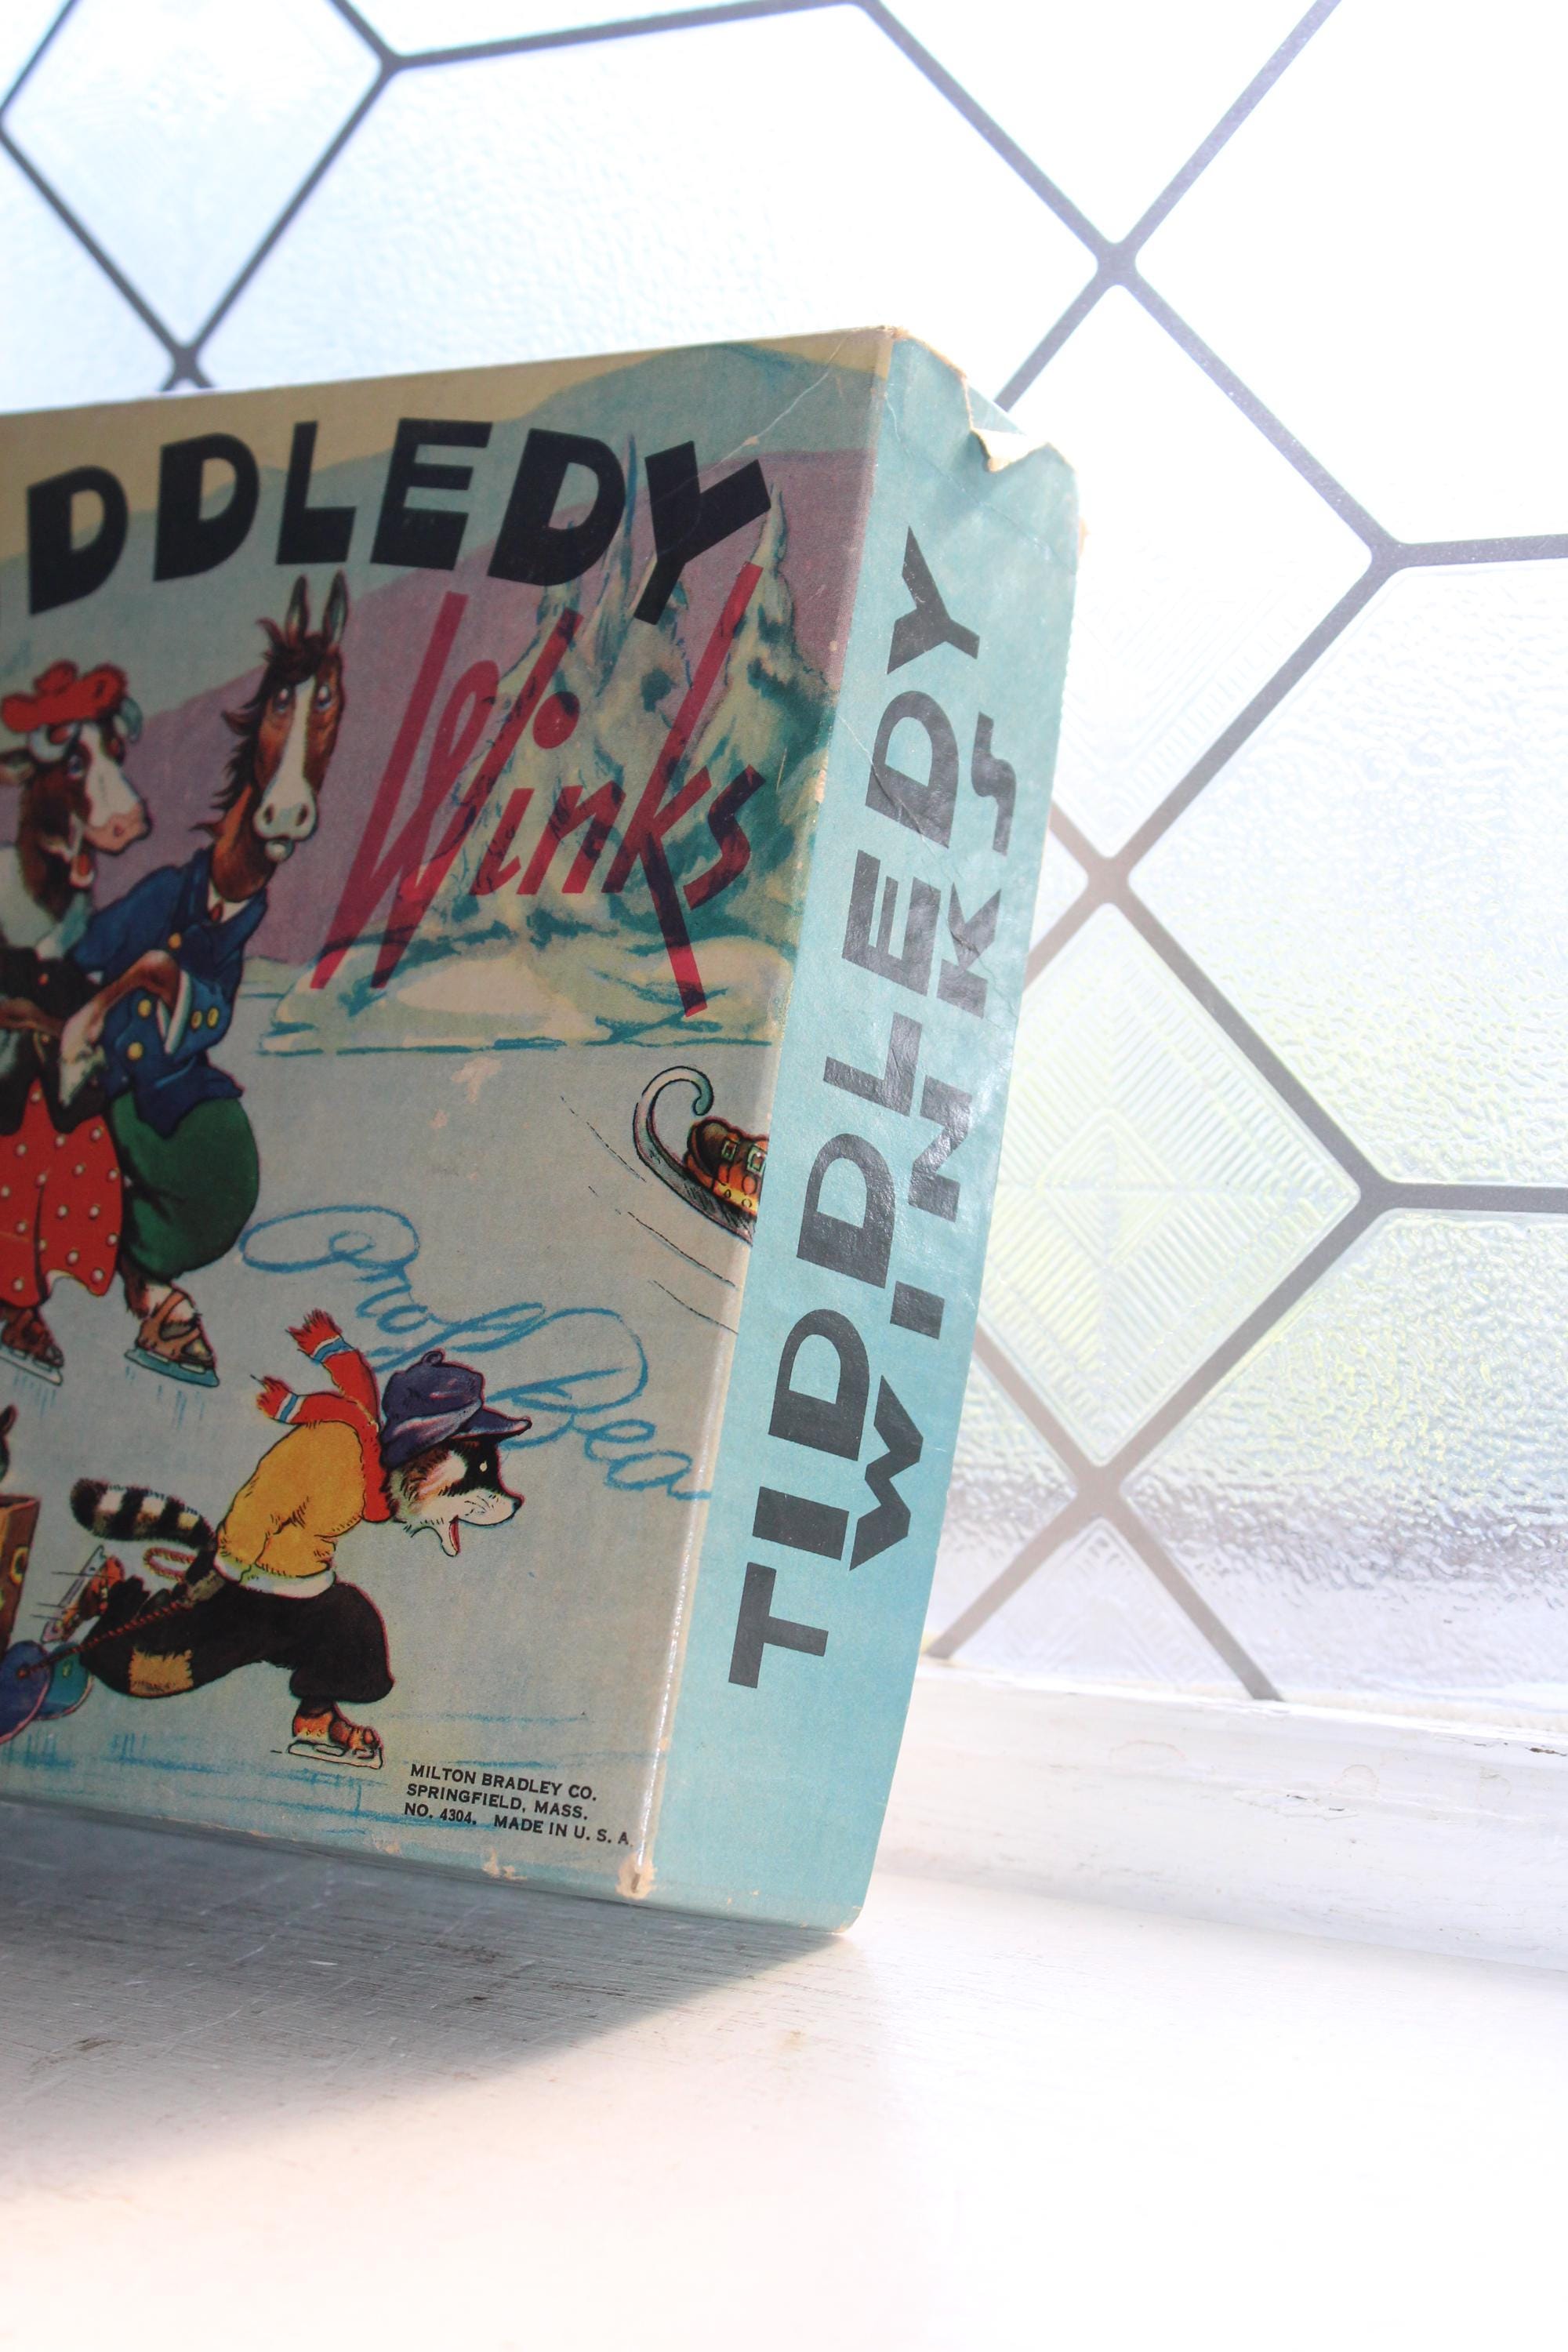 DDLEDY
Winks
MILTON BRADLEY CO.
SPRINGFIELD, MASS.
NO. 4304. MADE IN U. S. A.
TIDDLEDY
WINKS